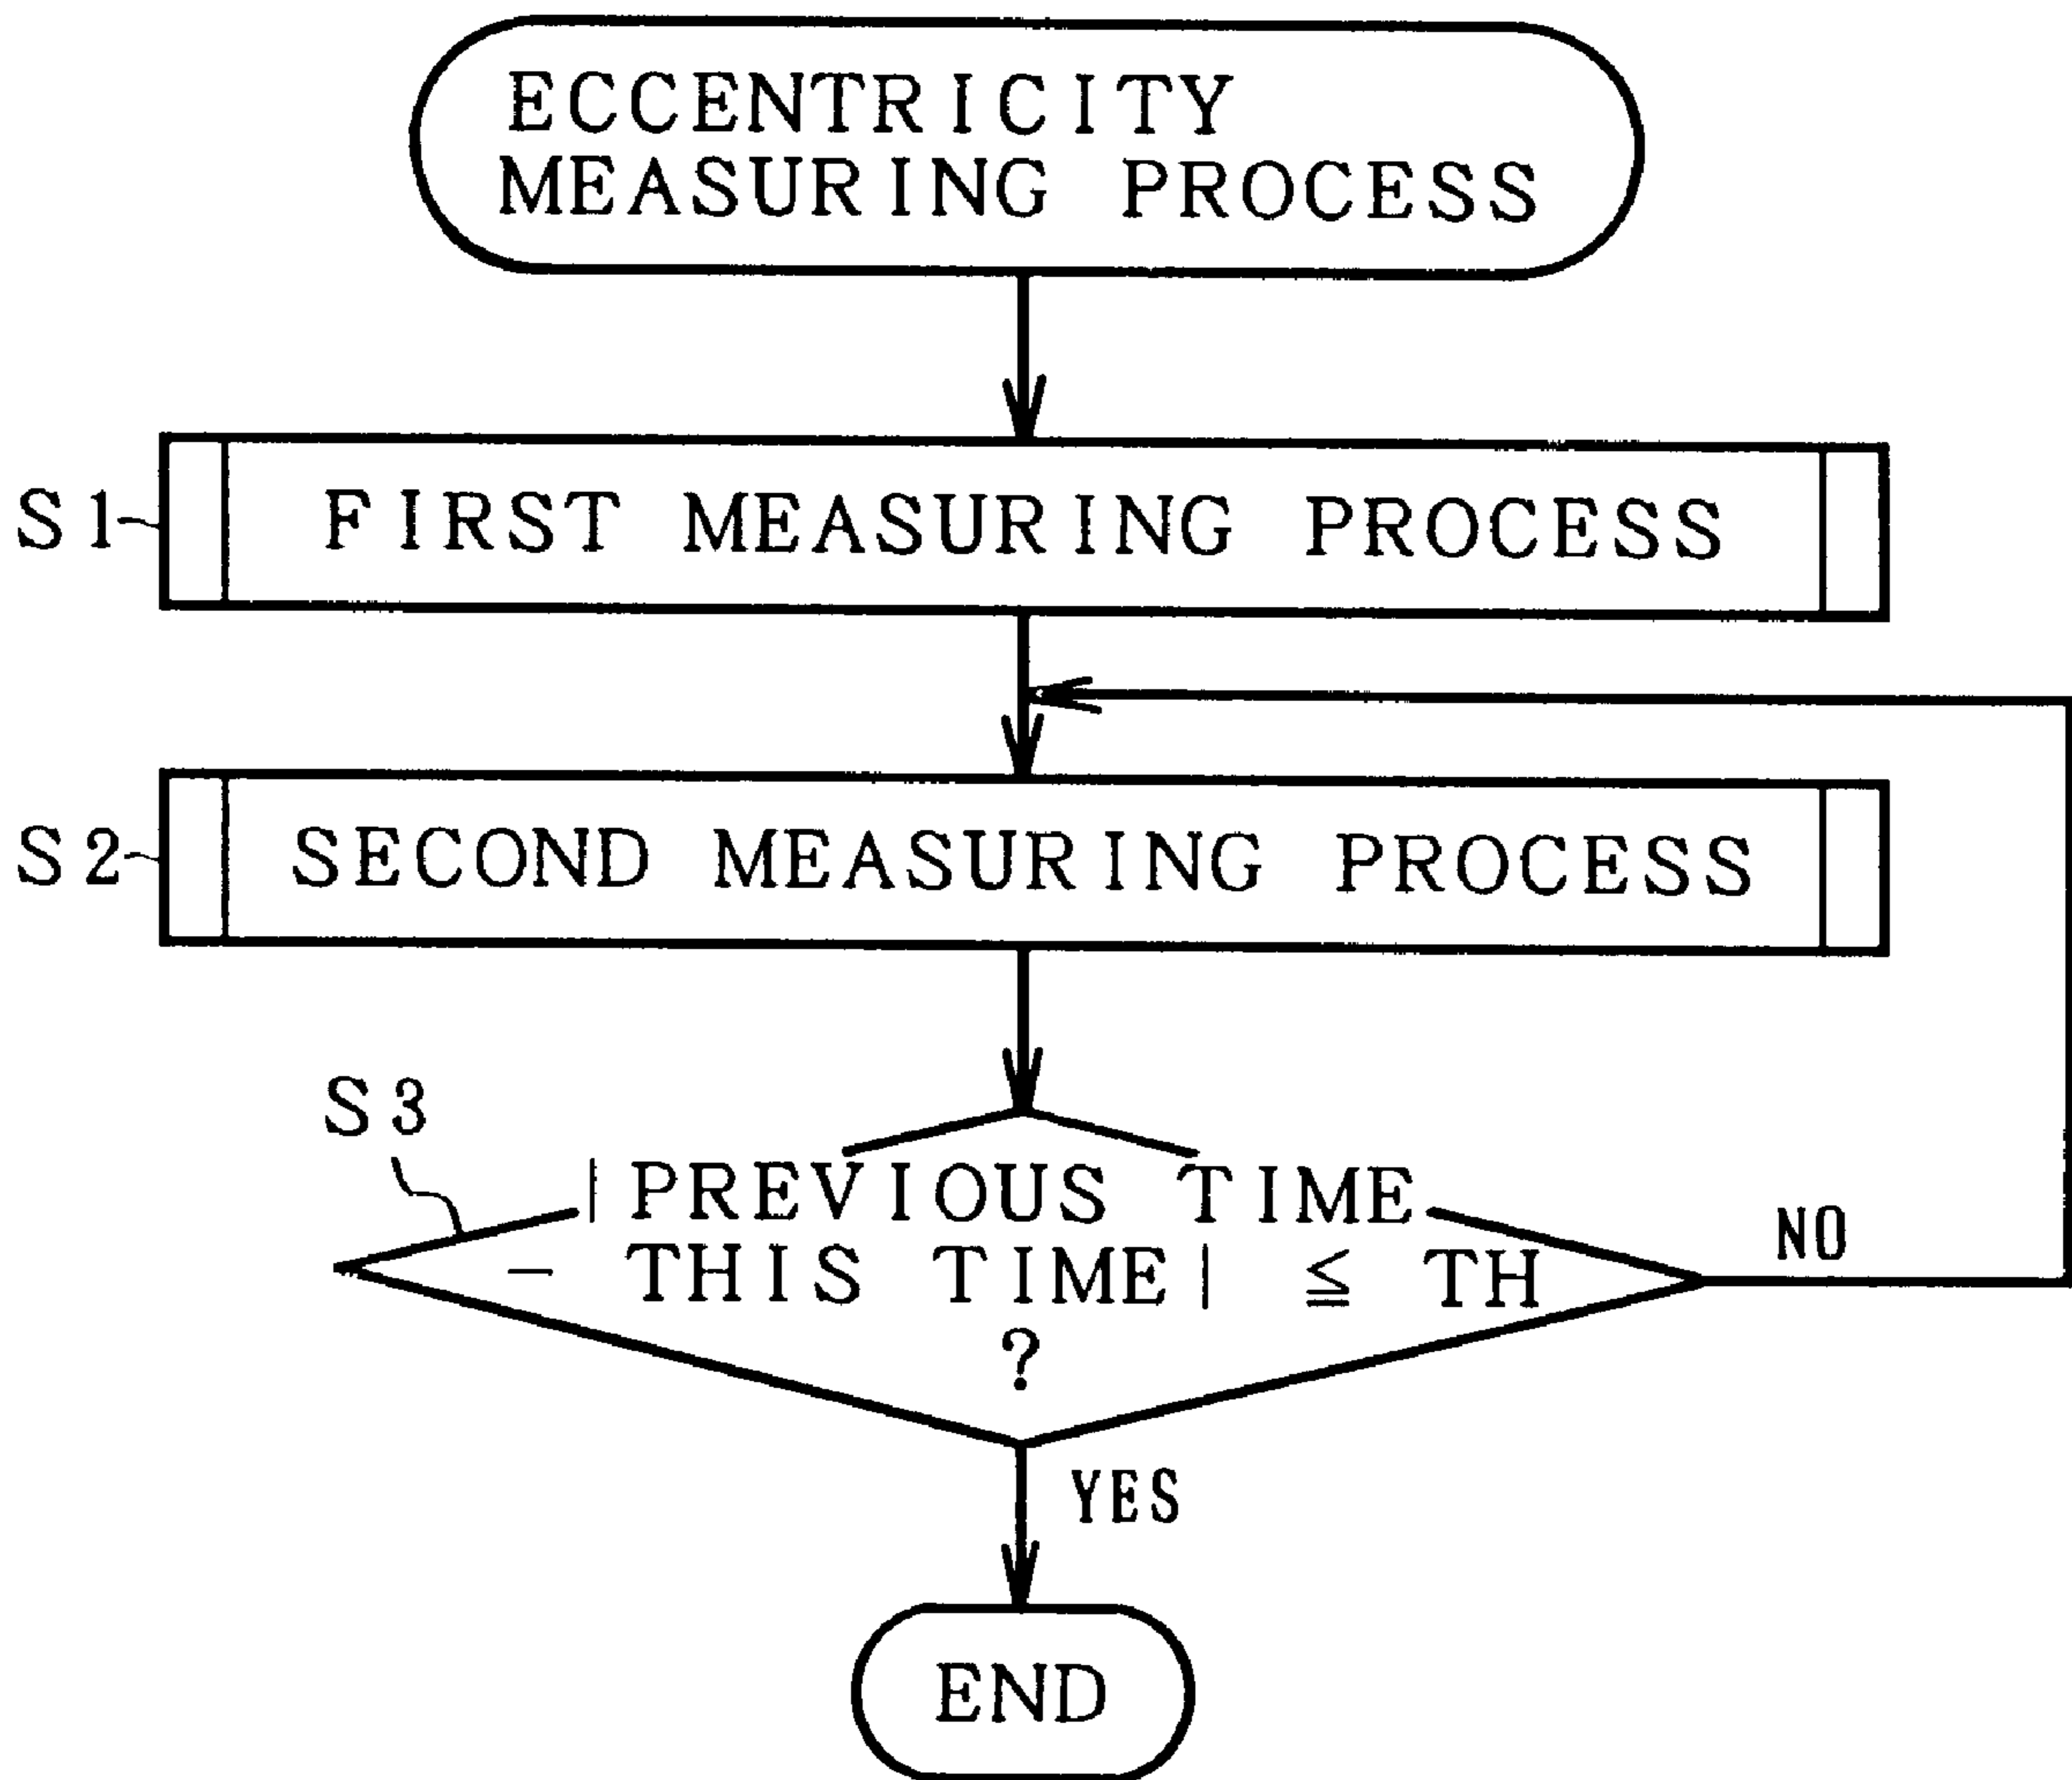 ECCENTRICITY
MEASURING PROCESS
S1
FIRST MEASURING PROCESS
S2
SECOND MEASURING PROCESS
S3
|PREVIOUS TIME
- THIS TIME| ≦ TH
?
NO
YES
END